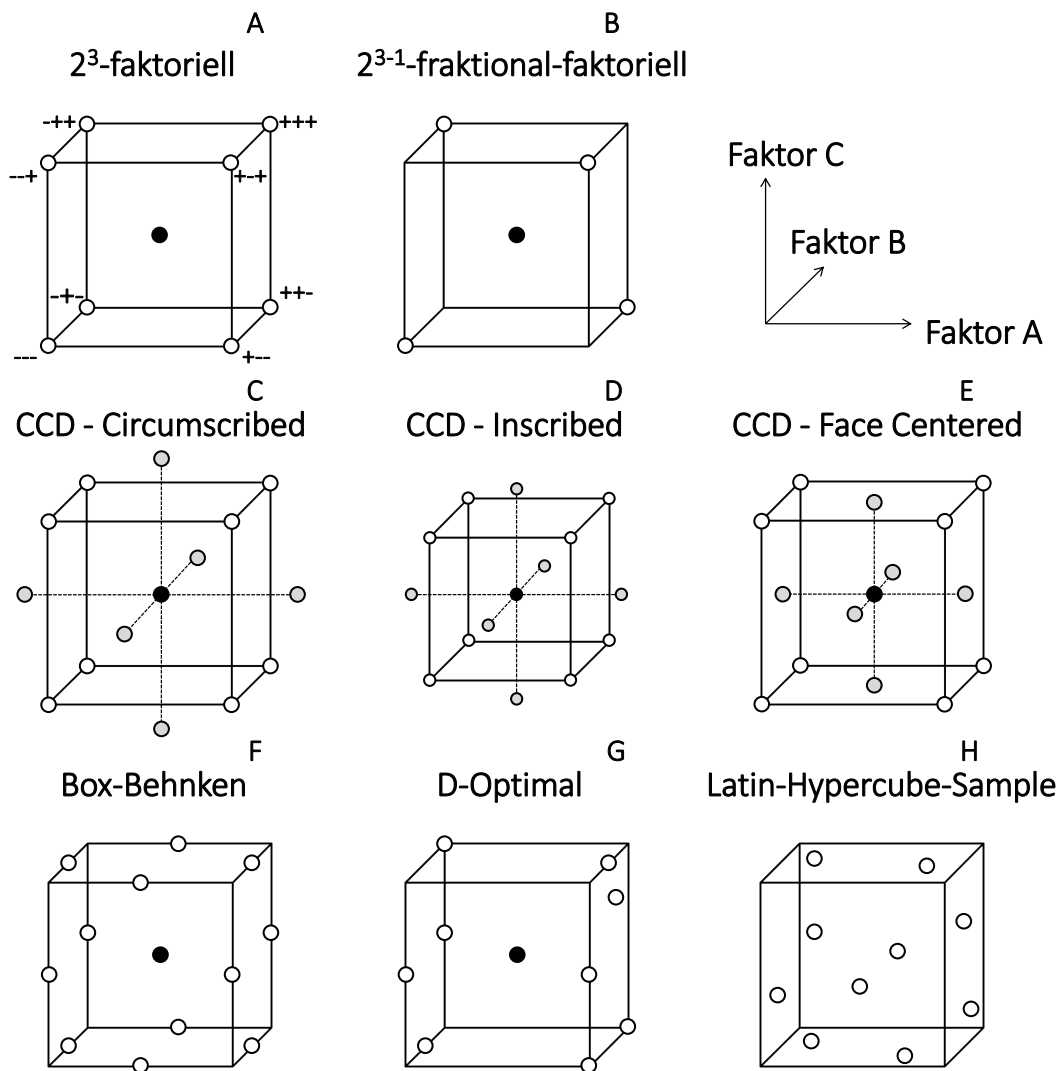 A
2³-faktoriell
B
2³⁻¹-fraktional-faktoriell
-++
+++
--+
+-+
-+-
++-
---
+--
Faktor C
Faktor B
Faktor A
C
CCD - Circumscribed
D
CCD - Inscribed
E
CCD - Face Centered
F
Box-Behnken
G
D-Optimal
H
Latin-Hypercube-Sample